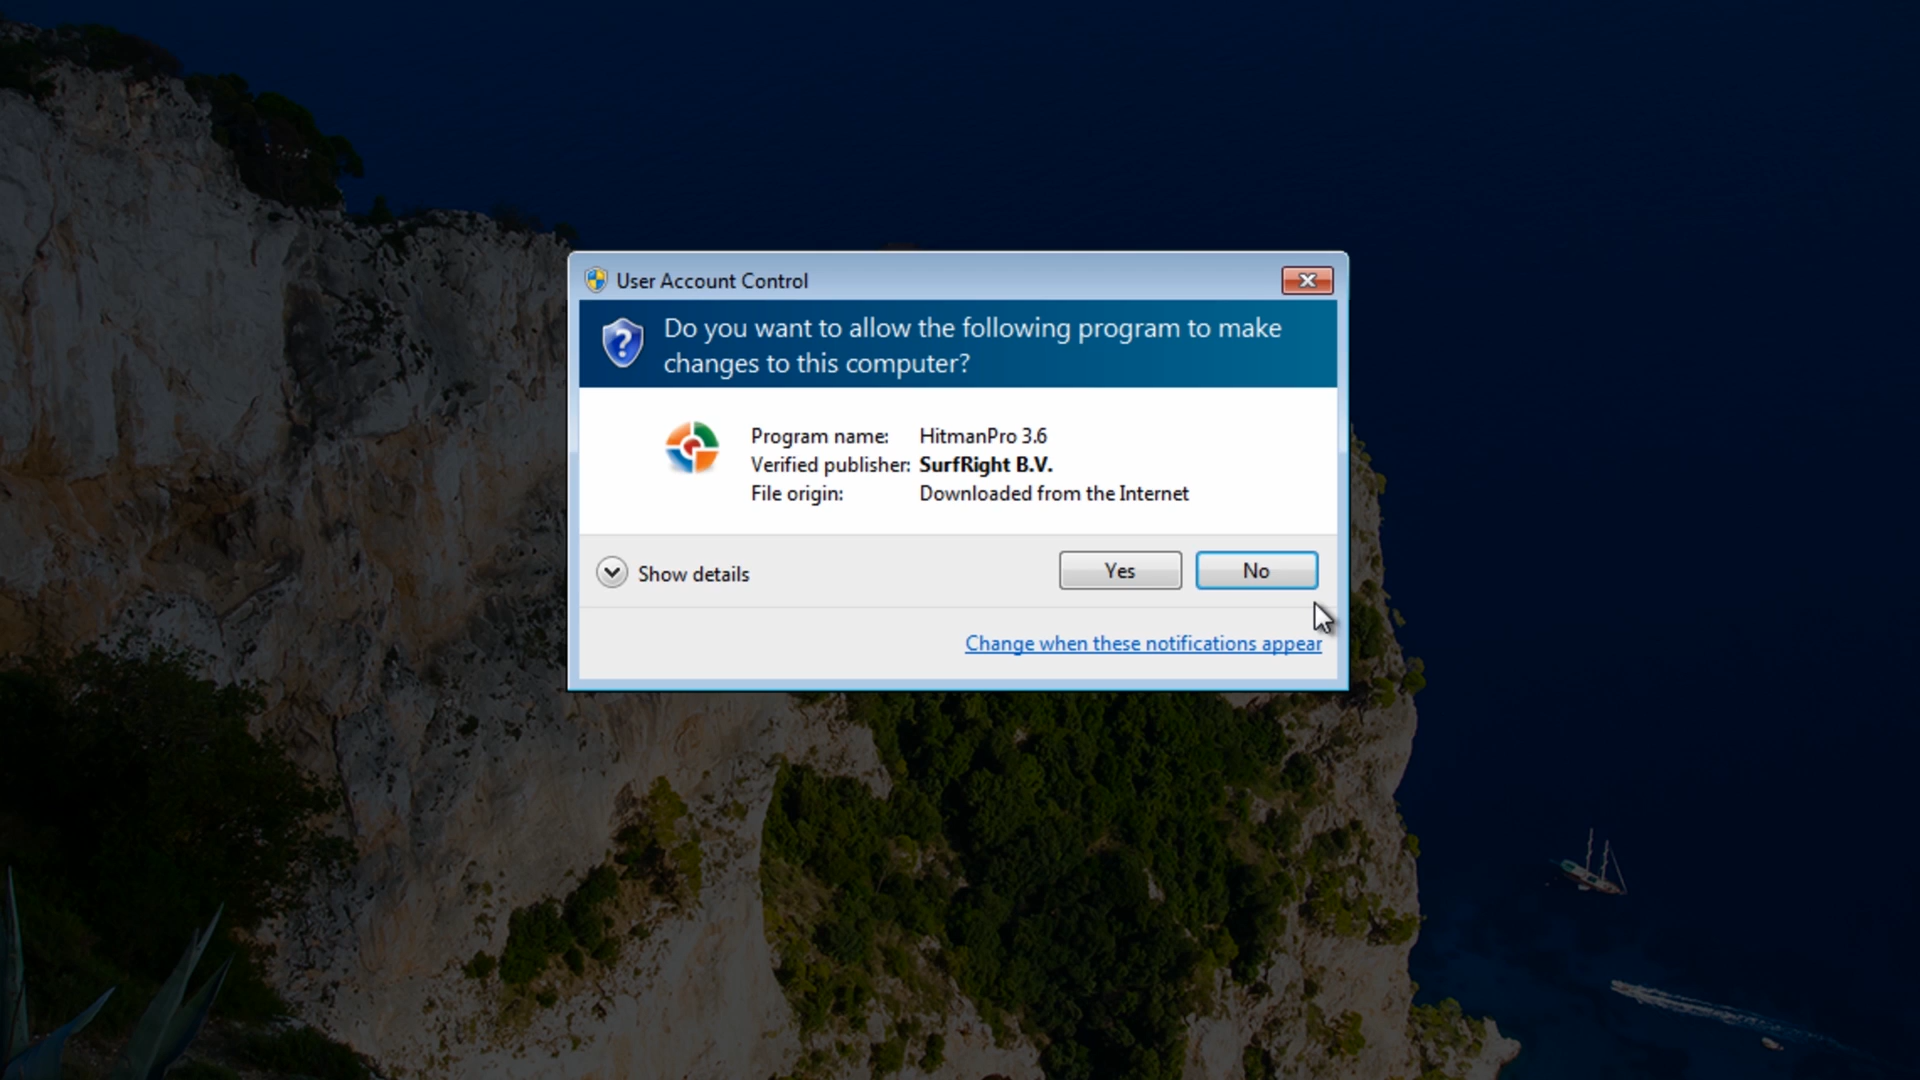 User Account Control
Do you want to allow the following program to make
changes to this computer?
Program name: HitmanPro 3.6
Verified publisher: SurfRight B.V.
File origin: Downloaded from the Internet
Show details
Yes
No
Change when these notifications appear